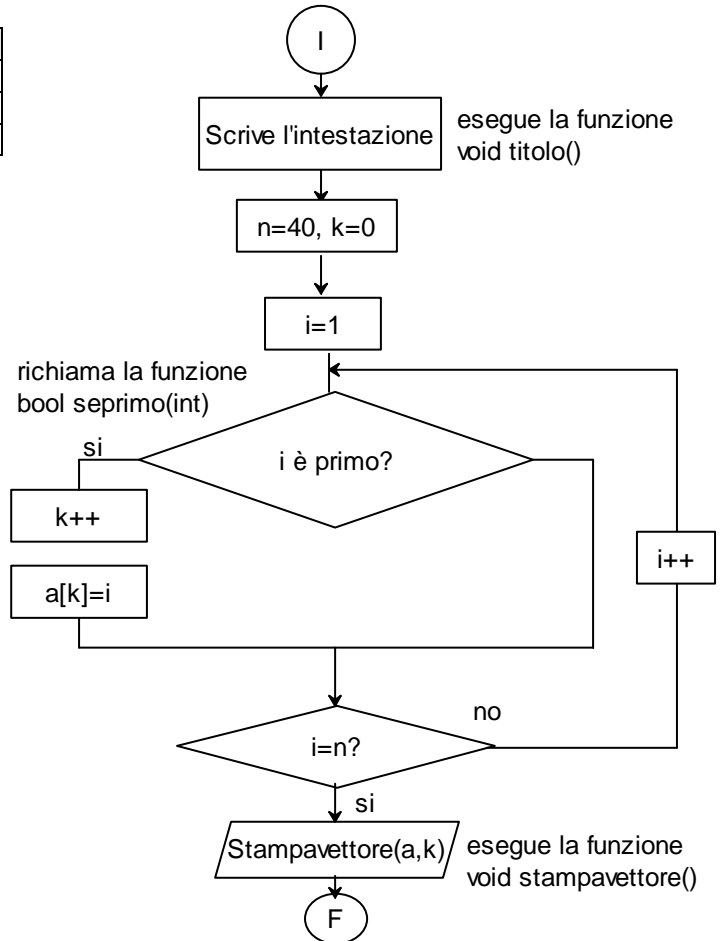 I
Scrive l'intestazione
esegue la funzione
void titolo()
n=40, k=0
i=1
richiama la funzione
bool seprimo(int)
si
i è primo?
k++
i++
a[k]=i
no
i=n?
si
Stampavettore(a,k)
esegue la funzione
void stampavettore()
F